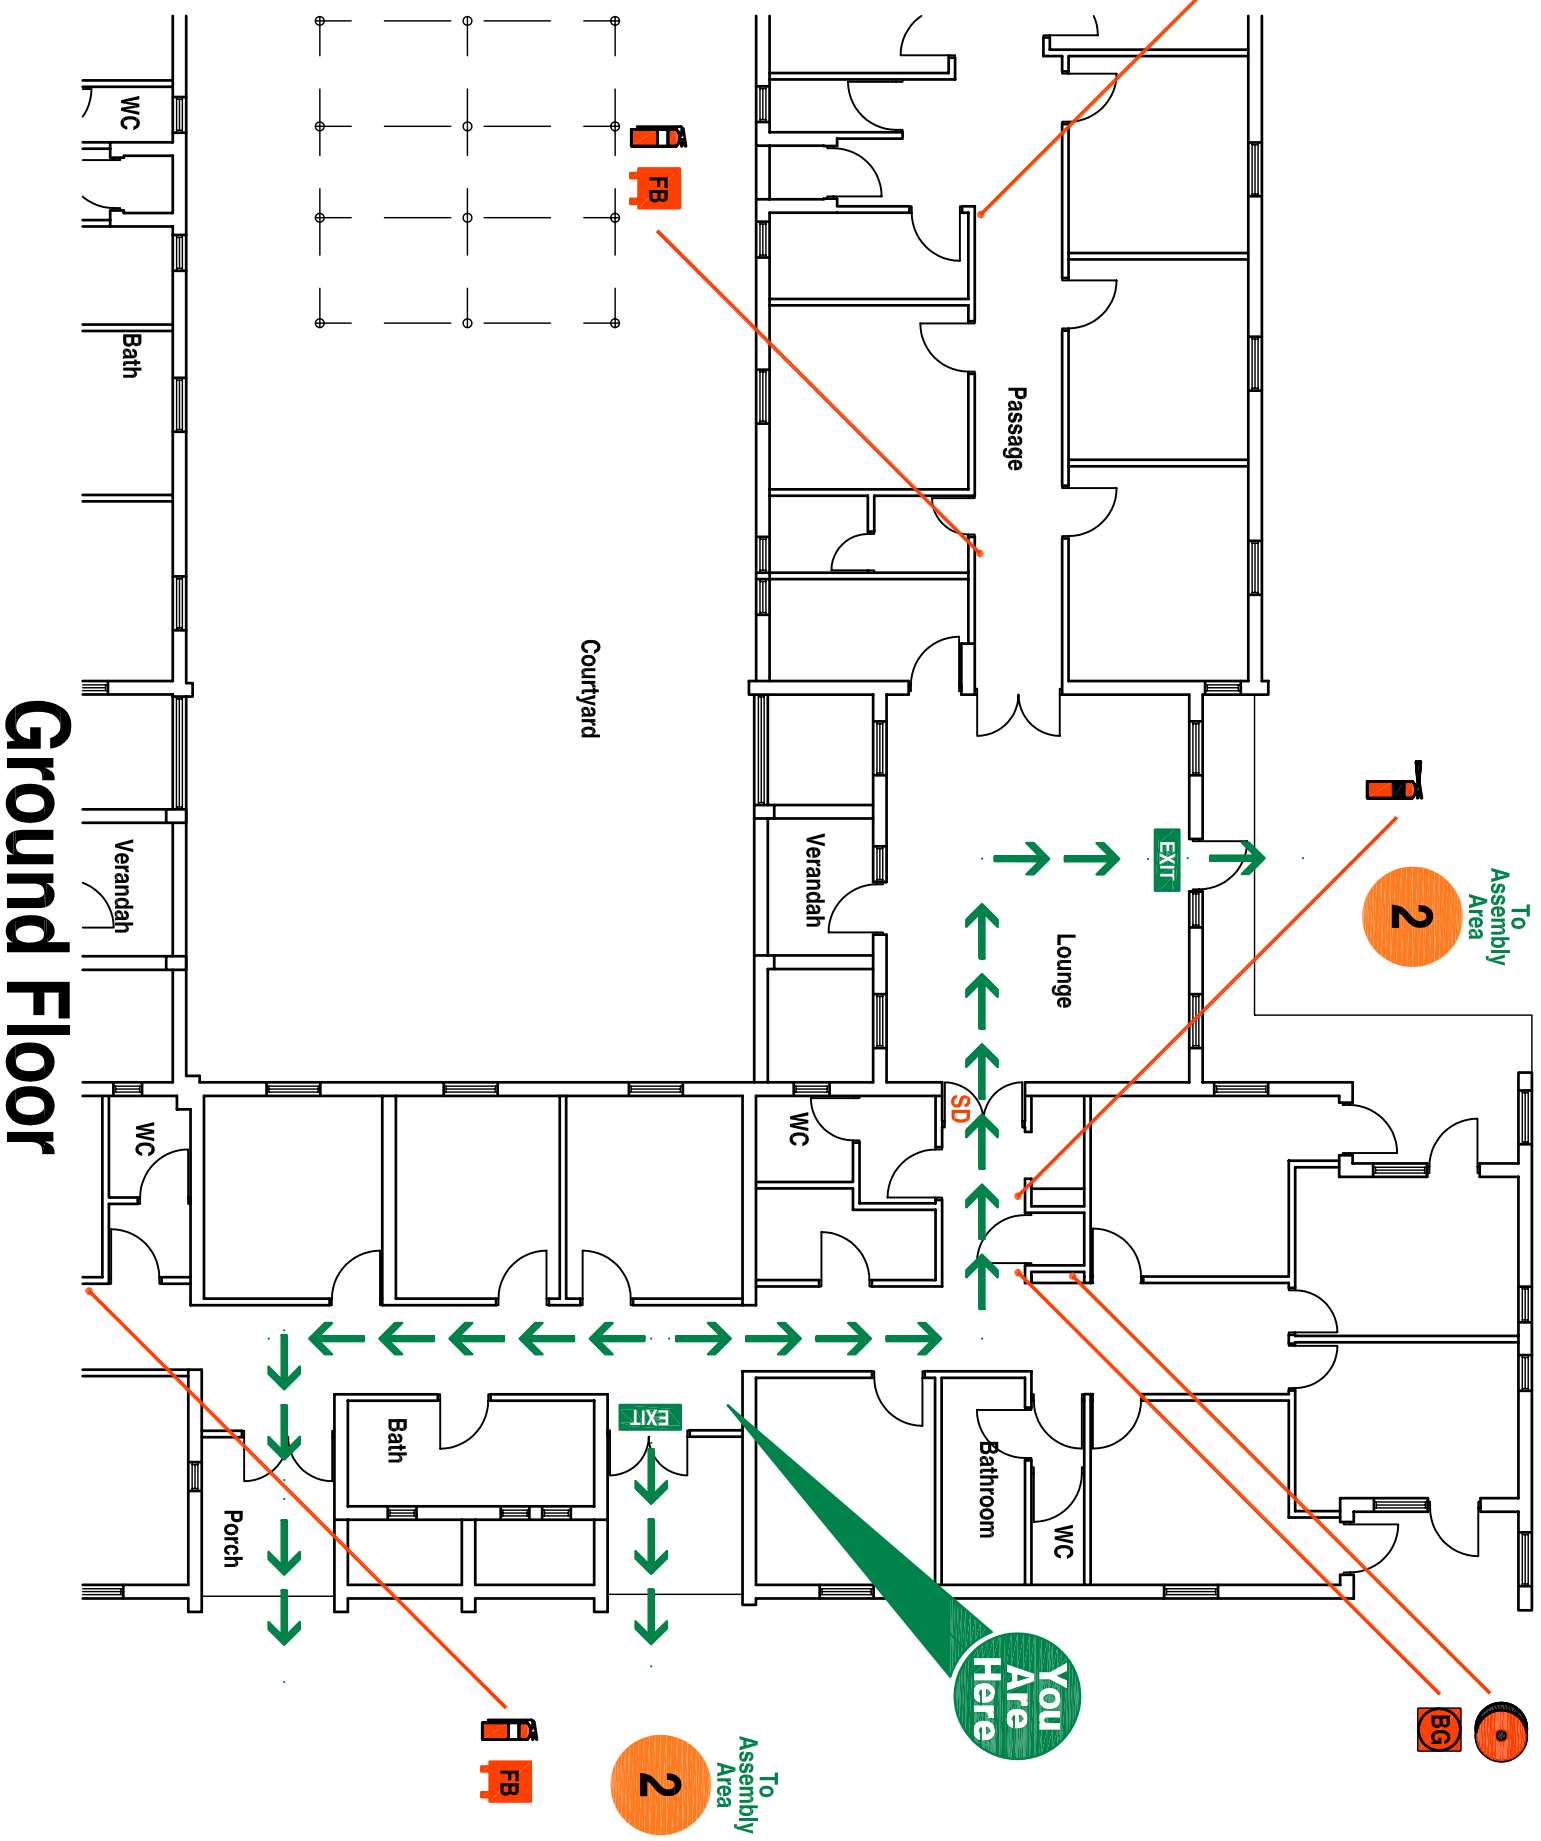 WC
Bath
Verandah
WC
Ground Floor
FB
Courtyard
Passage
Verandah
Lounge
EXIT
To
Assembly
Area
2
SD
WC
Bath
EXIT
Bathroom
WC
Porch
You
Are
Here
BG
FB
To
Assembly
Area
2